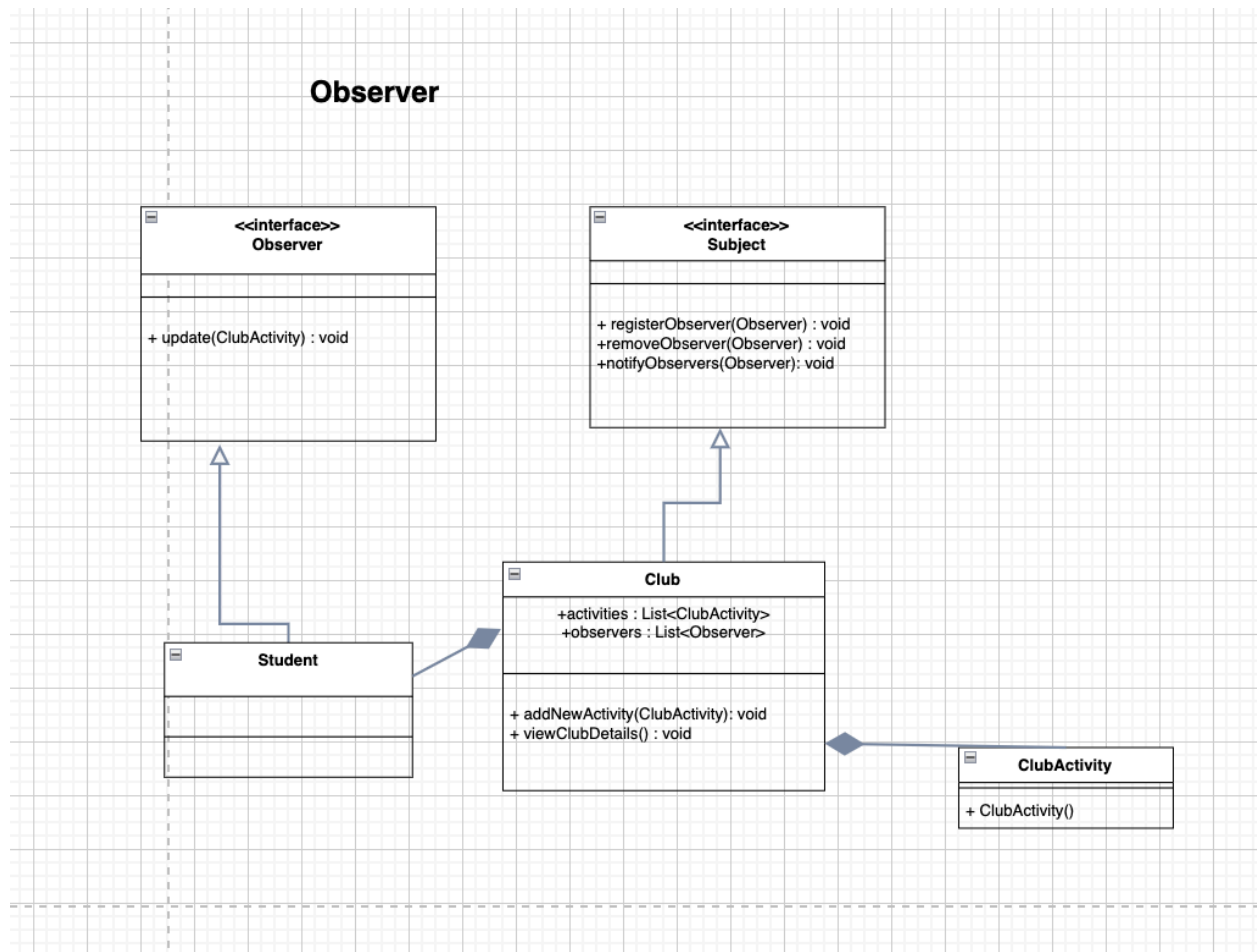 Observer
<<interface>>
Observer
+ update(ClubActivity) : void
<<interface>>
Subject
+ registerObserver(Observer) : void
+removeObserver(Observer) : void
+notifyObservers(Observer): void
Student
Club
+activities : List<ClubActivity>
+observers : List<Observer>
+ addNewActivity(ClubActivity): void
+ viewClubDetails() : void
ClubActivity
+ ClubActivity()